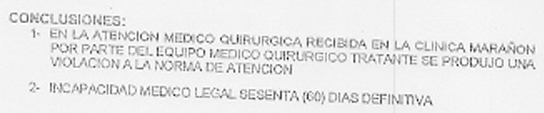 CONCLUSIONES:
1- EN LA ATENCION MEDICO QUIRURGICA RECIBIDA EN LA CLINICA MARAÑON
POR PARTE DEL EQUIPO MEDICO QUIRURGICO TRATANTE SE PRODUJO UNA
VIOLACION A LA NORMA DE ATENCION
2- INCAPACIDAD MEDICO LEGAL SESENTA (60) DIAS DEFINITIVA